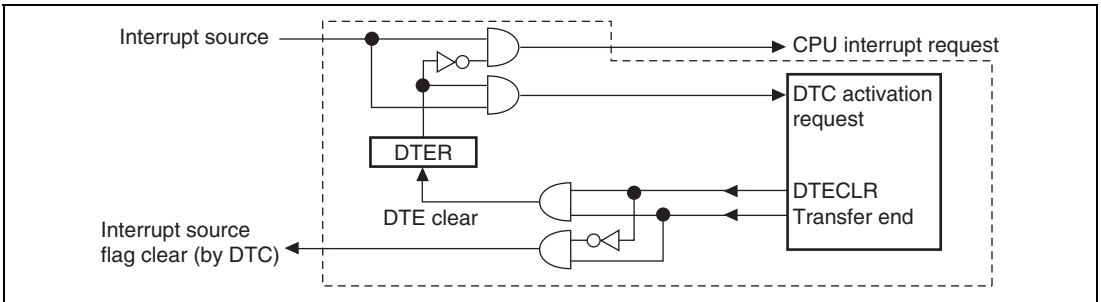 Interrupt source
CPU interrupt request
DTC activation
request
DTER
DTECLR
DTE clear
Transfer end
Interrupt source
flag clear (by DTC)